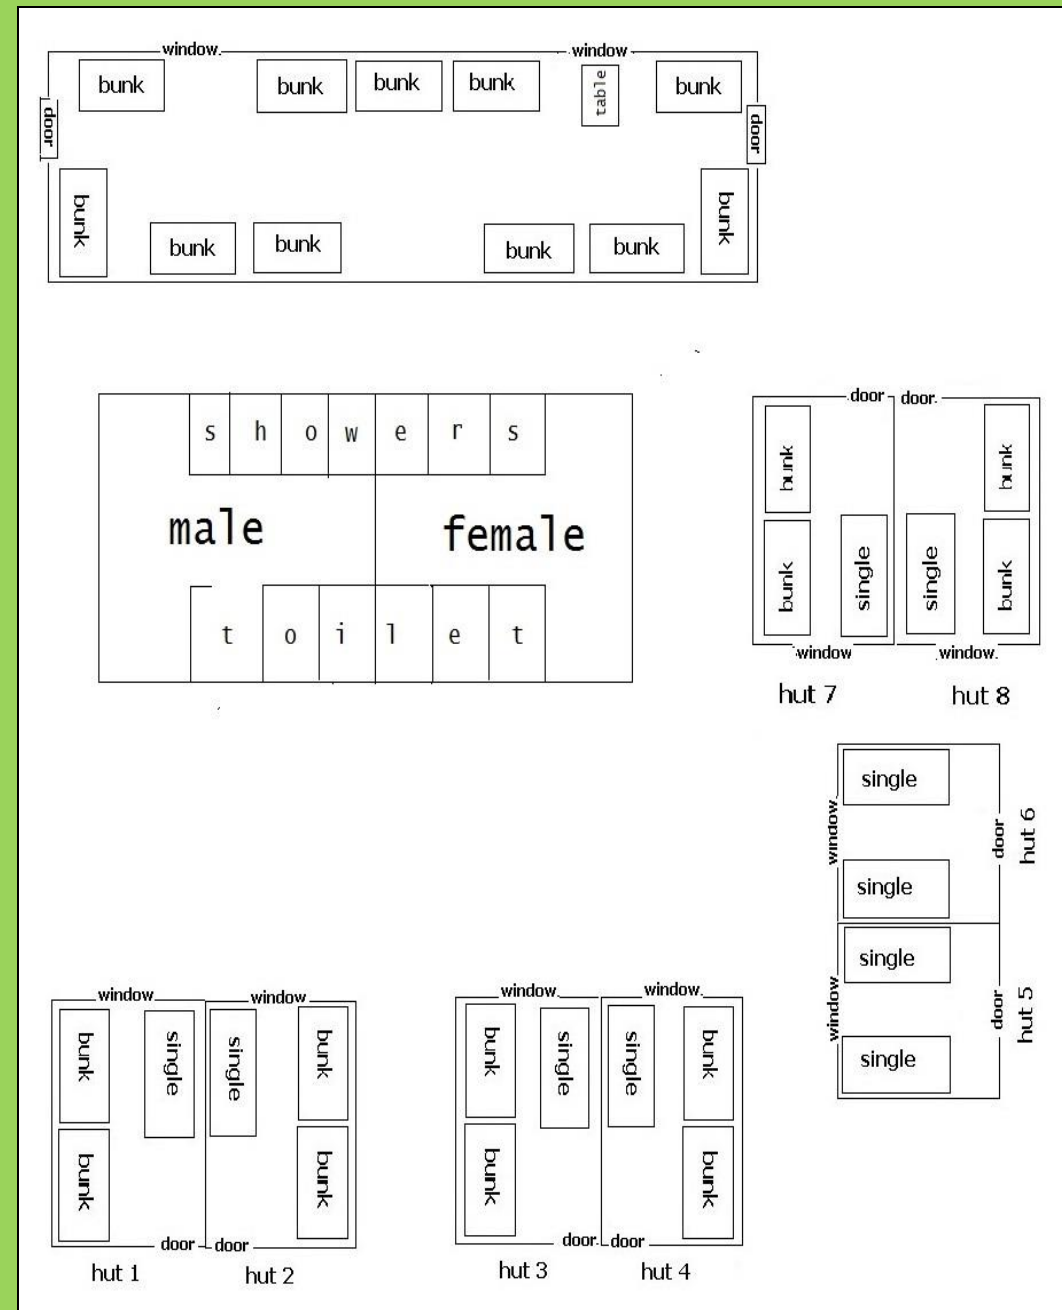 window window
bunk bunk bunk bunk table bunk
door door
bunk bunk
bunk bunk bunk bunk
s h o w e r s
male female
t o i l e t
door door
bunk bunk
bunk single single bunk
window window
hut 7 hut 8
single
window door hut 6
single
single
window door hut 5
single
window window window window
bunk single single bunk bunk single single bunk
bunk bunk bunk bunk
door door door door
hut 1 hut 2 hut 3 hut 4